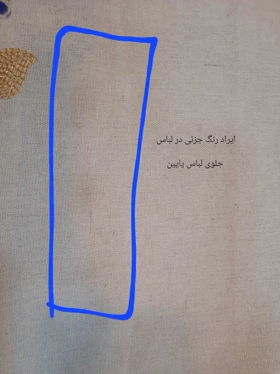 ایراد رنگ جزئی در لباس
جلوی لباس پایین